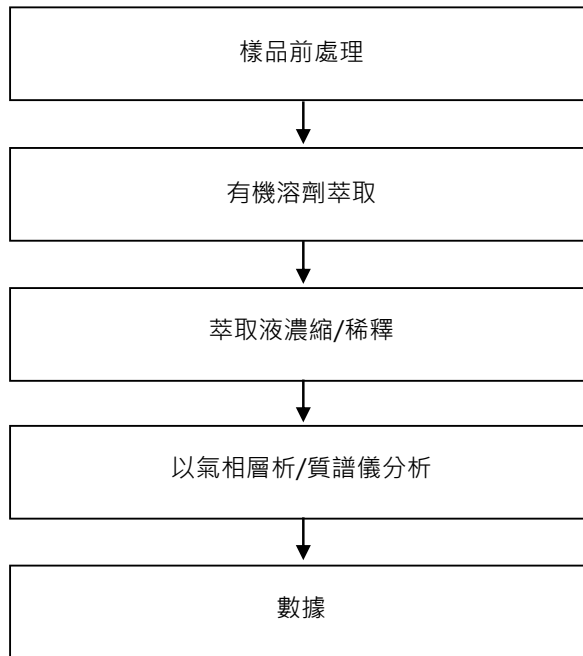 樣品前處理
有機溶劑萃取
萃取液濃縮/稀釋
以氣相層析/質譜儀分析
數據